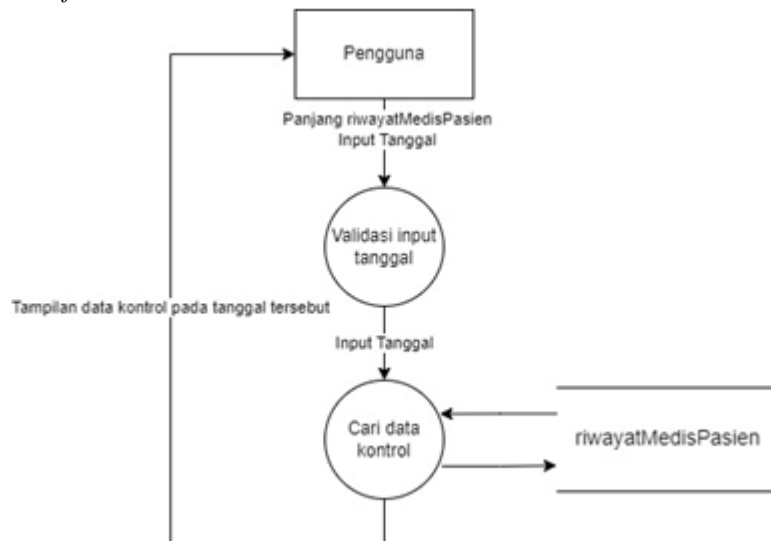 Pengguna
Panjang riwayatMedisPasien
Input Tanggal
Validasi input
tanggal
Tampilan data kontrol pada tanggal tersebut
Input Tanggal
Cari data
kontrol
riwayatMedisPasien